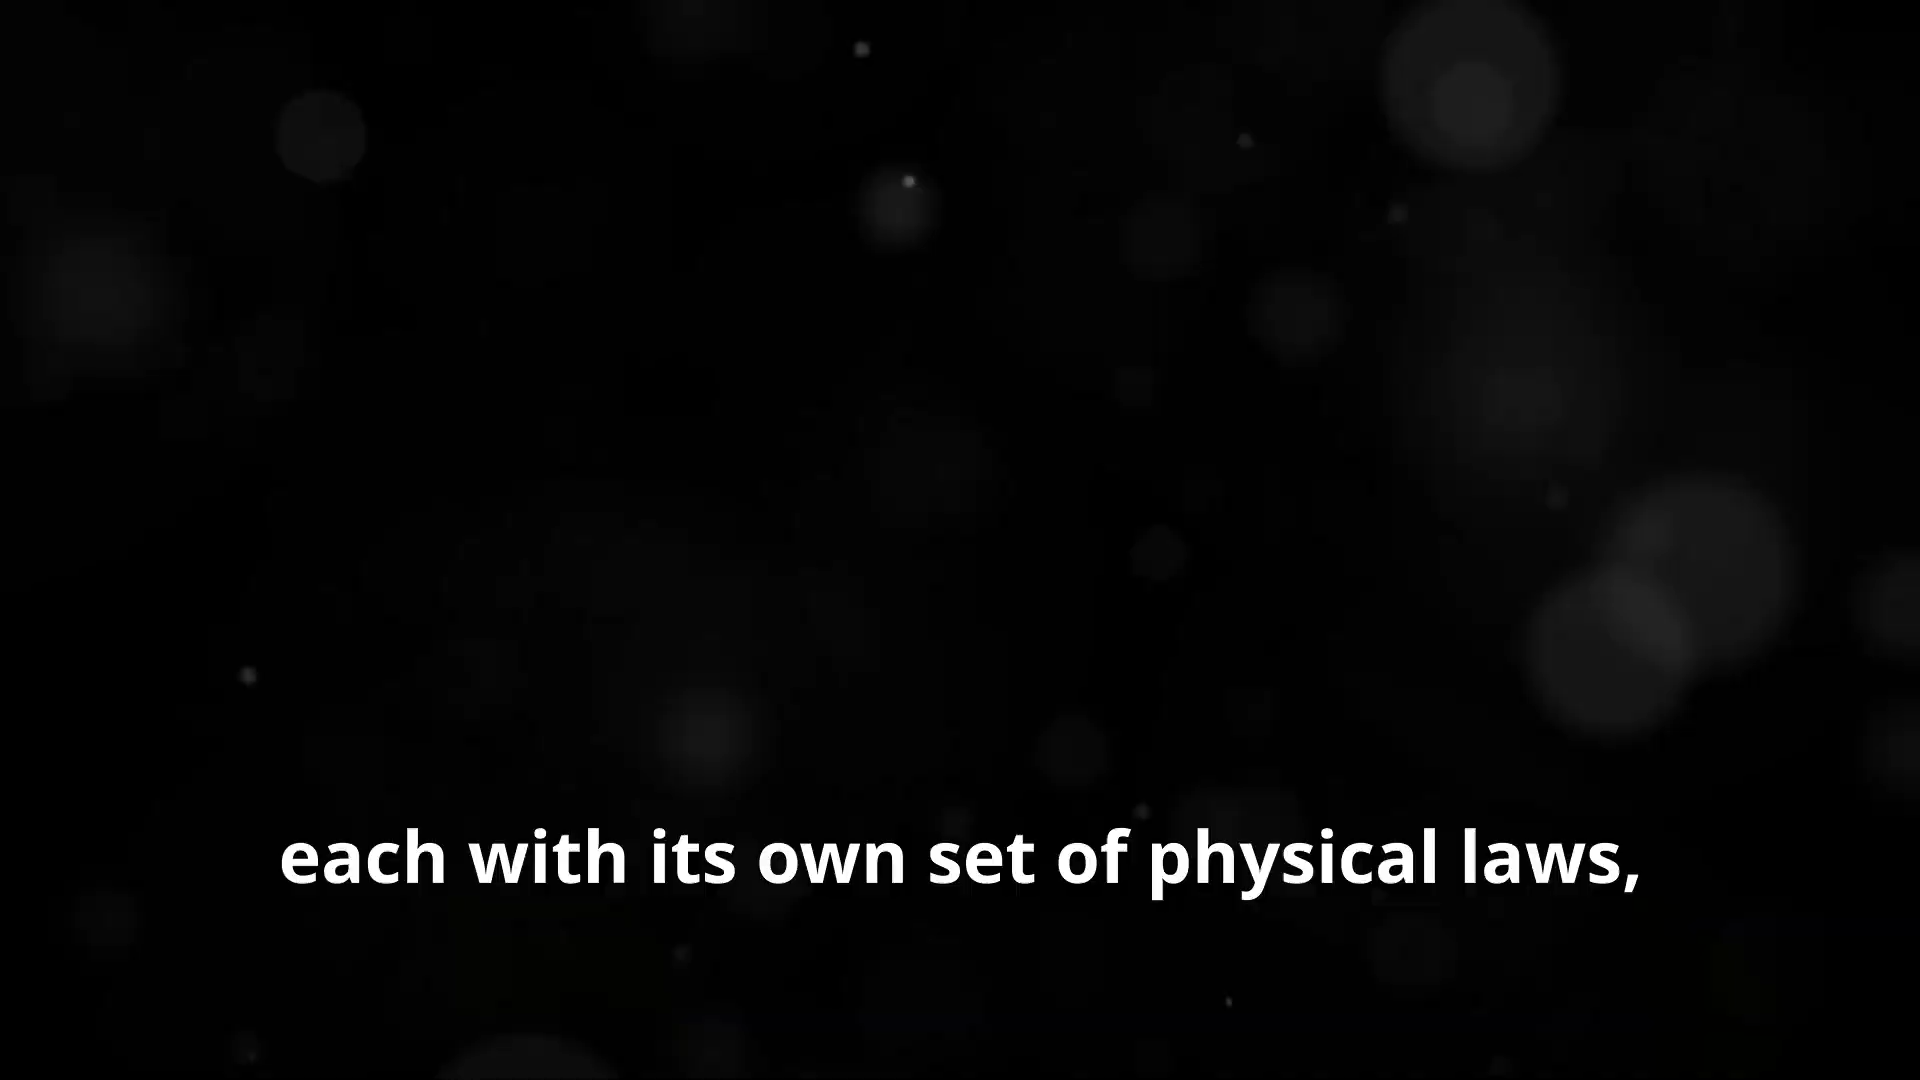 each with its own set of physical laws,